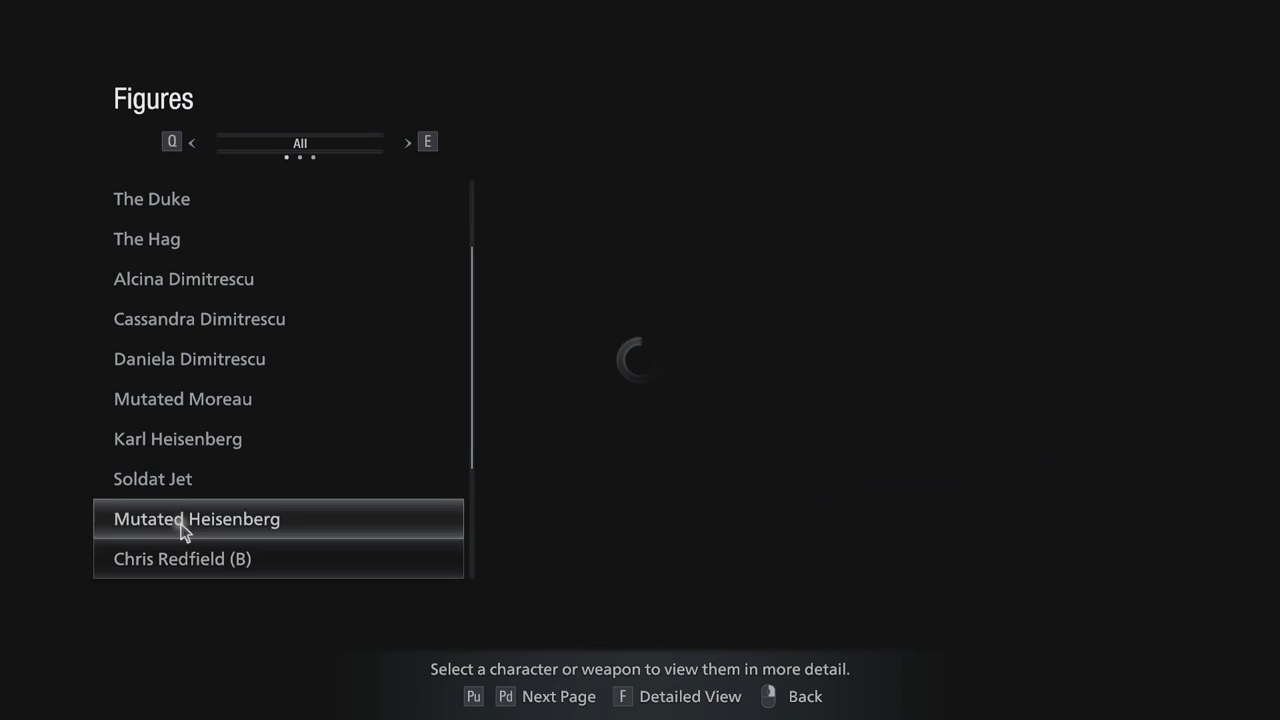 Figures
Q < All > E
The Duke
The Hag
Alcina Dimitrescu
Cassandra Dimitrescu
Daniela Dimitrescu
Mutated Moreau
Karl Heisenberg
Soldat Jet
Mutated Heisenberg
Chris Redfield (B)
Select a character or weapon to view them in more detail.
Pu Pd Next Page F Detailed View Back